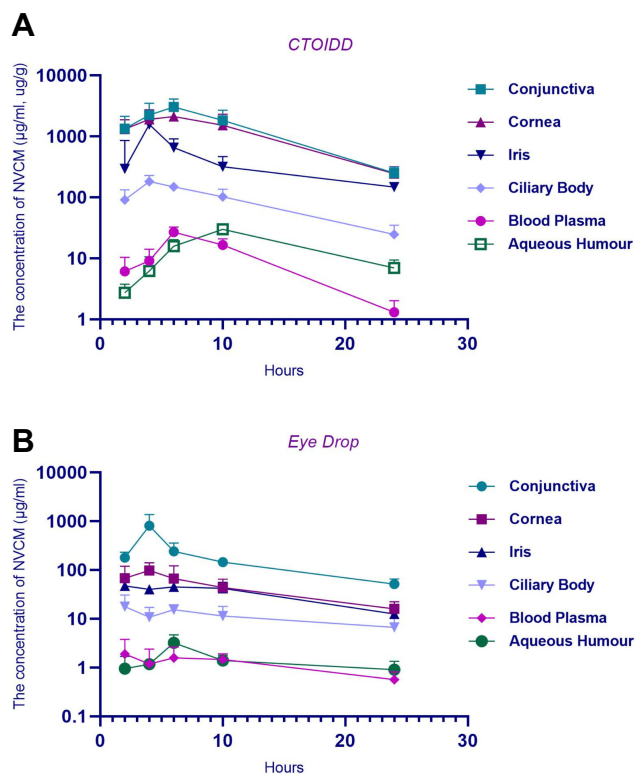 A
CTOIDD
The concentration of NVCM (µg/ml, ug/g)
10000
1000
100
10
1
0
10
20
30
Hours
Conjunctiva
Cornea
Iris
Ciliary Body
Blood Plasma
Aqueous Humour
B
Eye Drop
The concentration of NVCM (µg/ml)
10000
1000
100
10
1
0.1
0
10
20
30
Hours
Conjunctiva
Cornea
Iris
Ciliary Body
Blood Plasma
Aqueous Humour